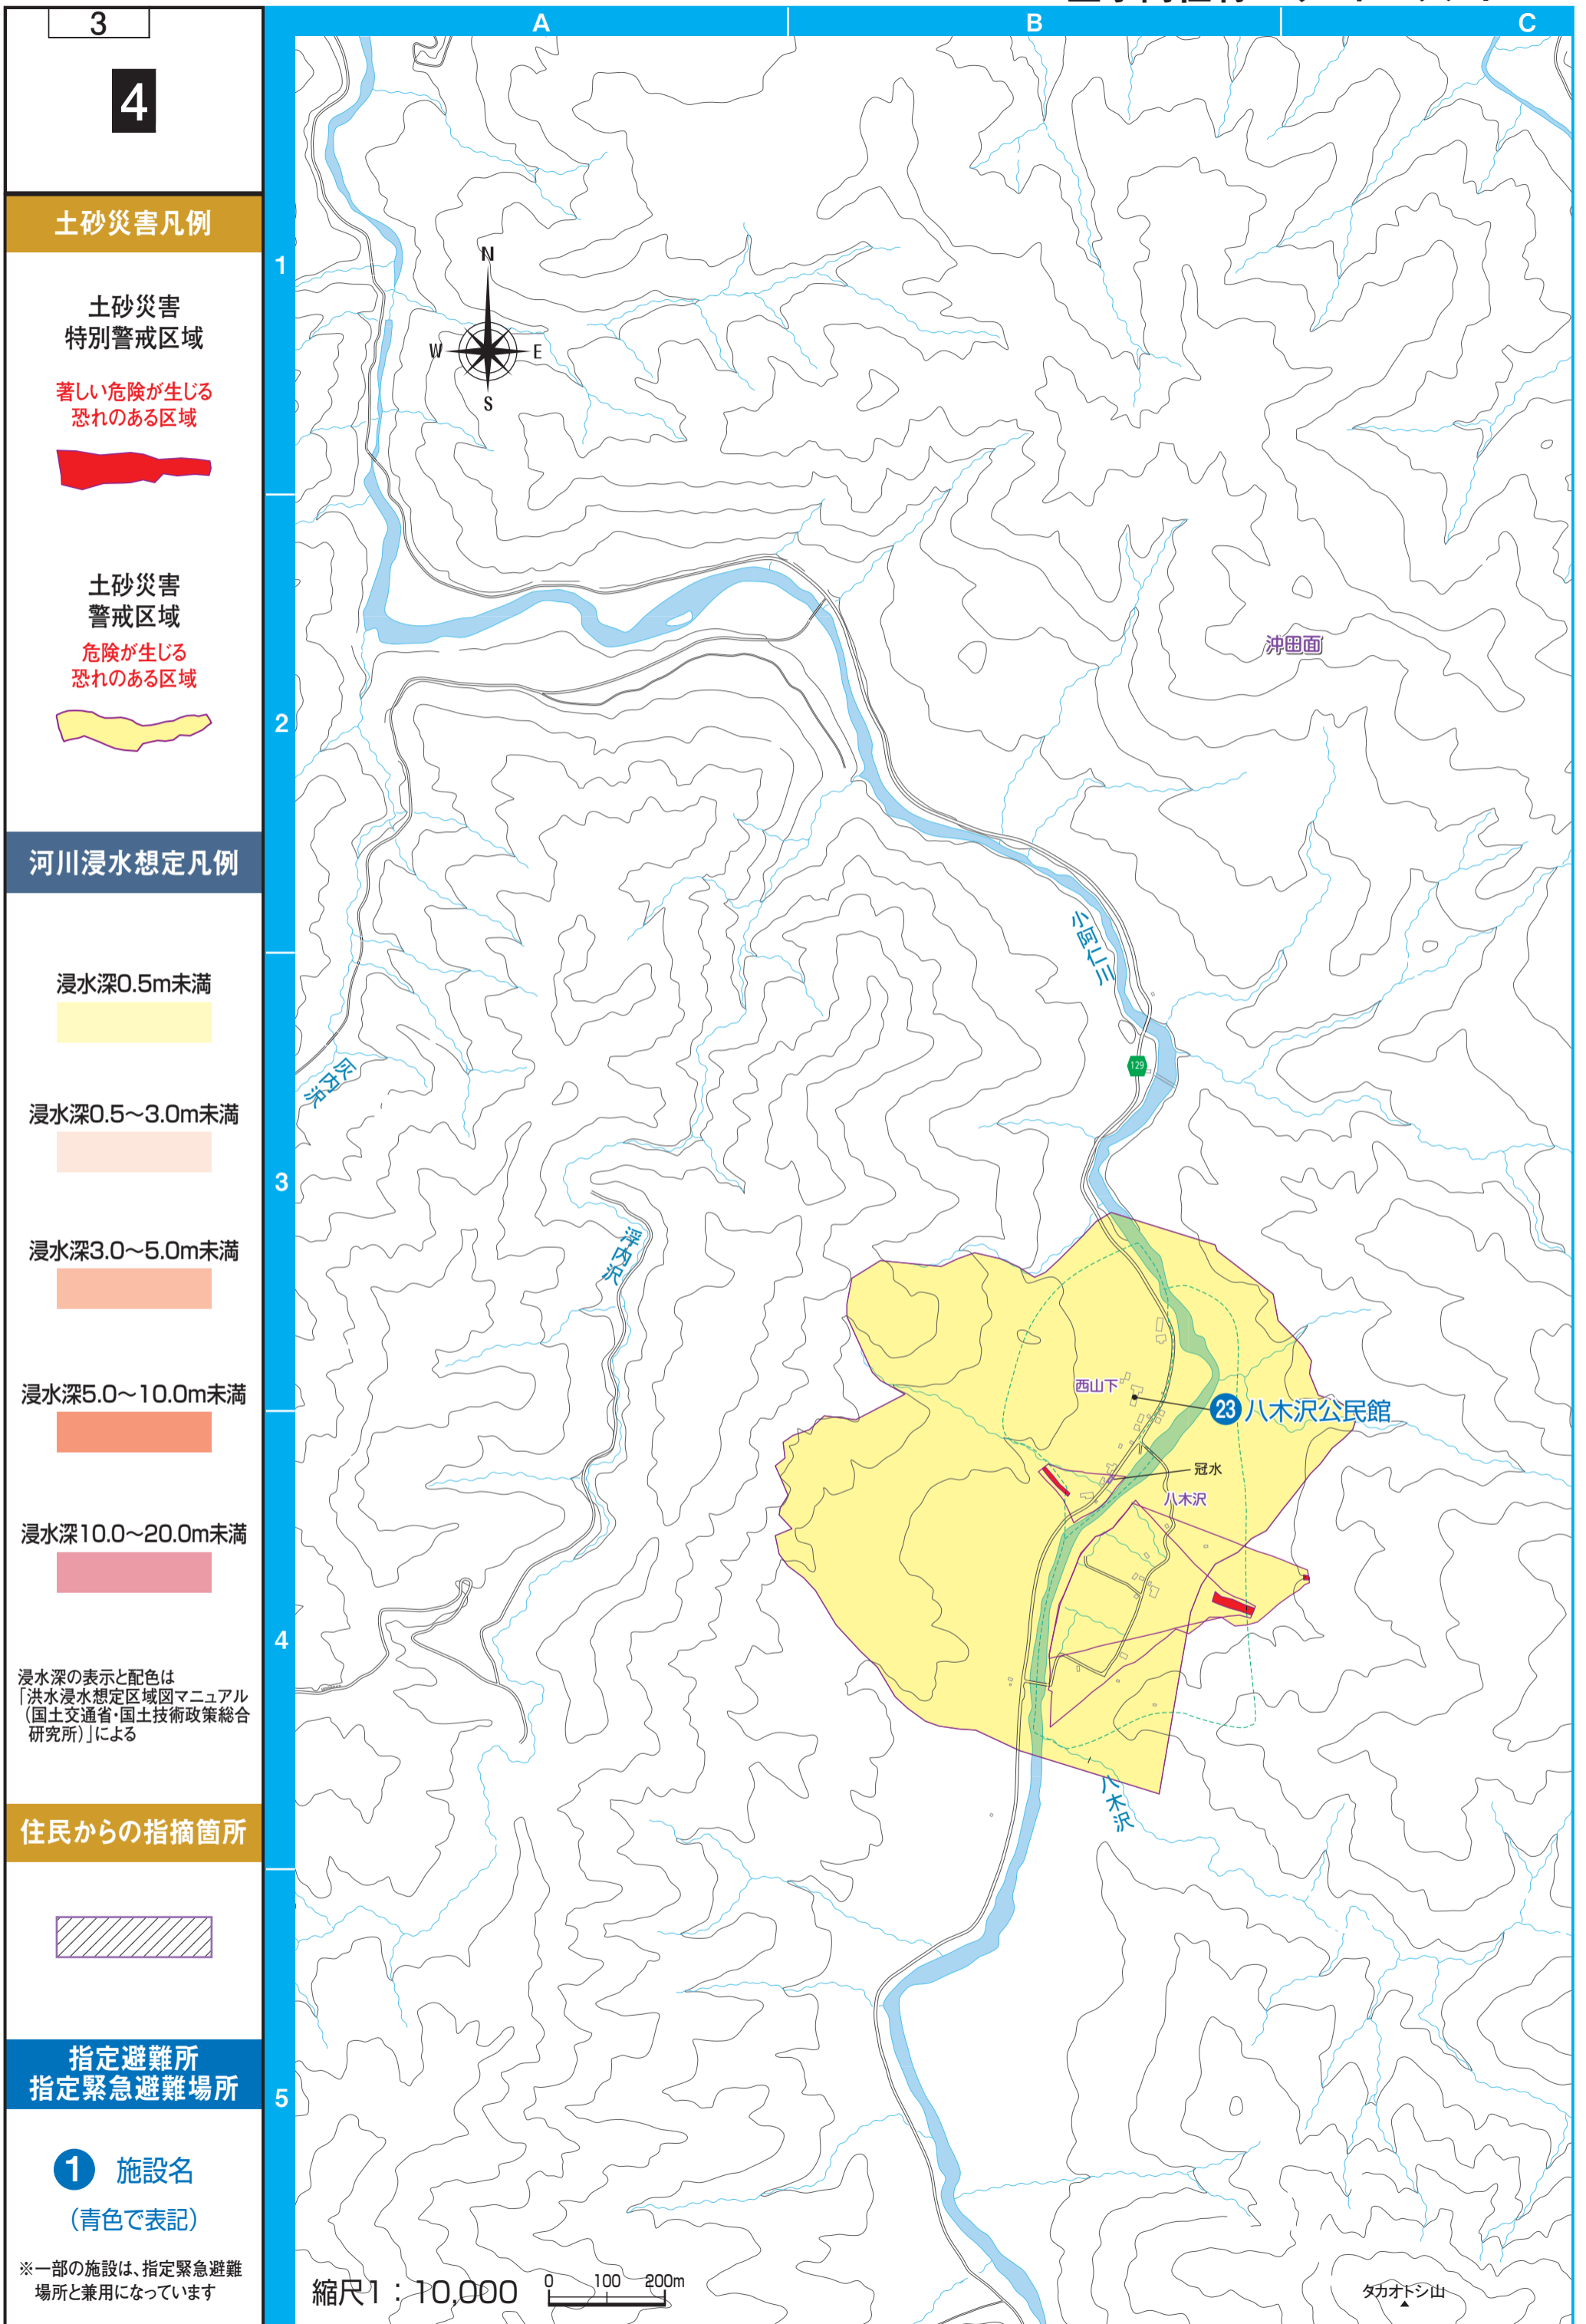 3
4
土砂災害凡例
土砂災害
特別警戒区域
著しい危険が生じる
恐れのある区域
土砂災害
警戒区域
危険が生じる
恐れのある区域
河川浸水想定凡例
浸水深0.5m未満
浸水深0.5～3.0m未満
浸水深3.0～5.0m未満
浸水深5.0～10.0m未満
浸水深10.0～20.0m未満
浸水深の表示と配色は
「洪水浸水想定区域図マニュアル
（国土交通省・国土技術政策総合
研究所）」による
住民からの指摘箇所
指定避難所
指定緊急避難場所
1 施設名
（青色で表記）
※一部の施設は、指定緊急避難
場所と兼用になっています
A B C
1
2
3
4
5
N
W E
S
沖田面
小阿仁川
129
灰内沢
浮内沢
西山下
23 八木沢公民館
冠水
八木沢
八木沢
タカオトシ山
縮尺1：10,000
0 100 200m